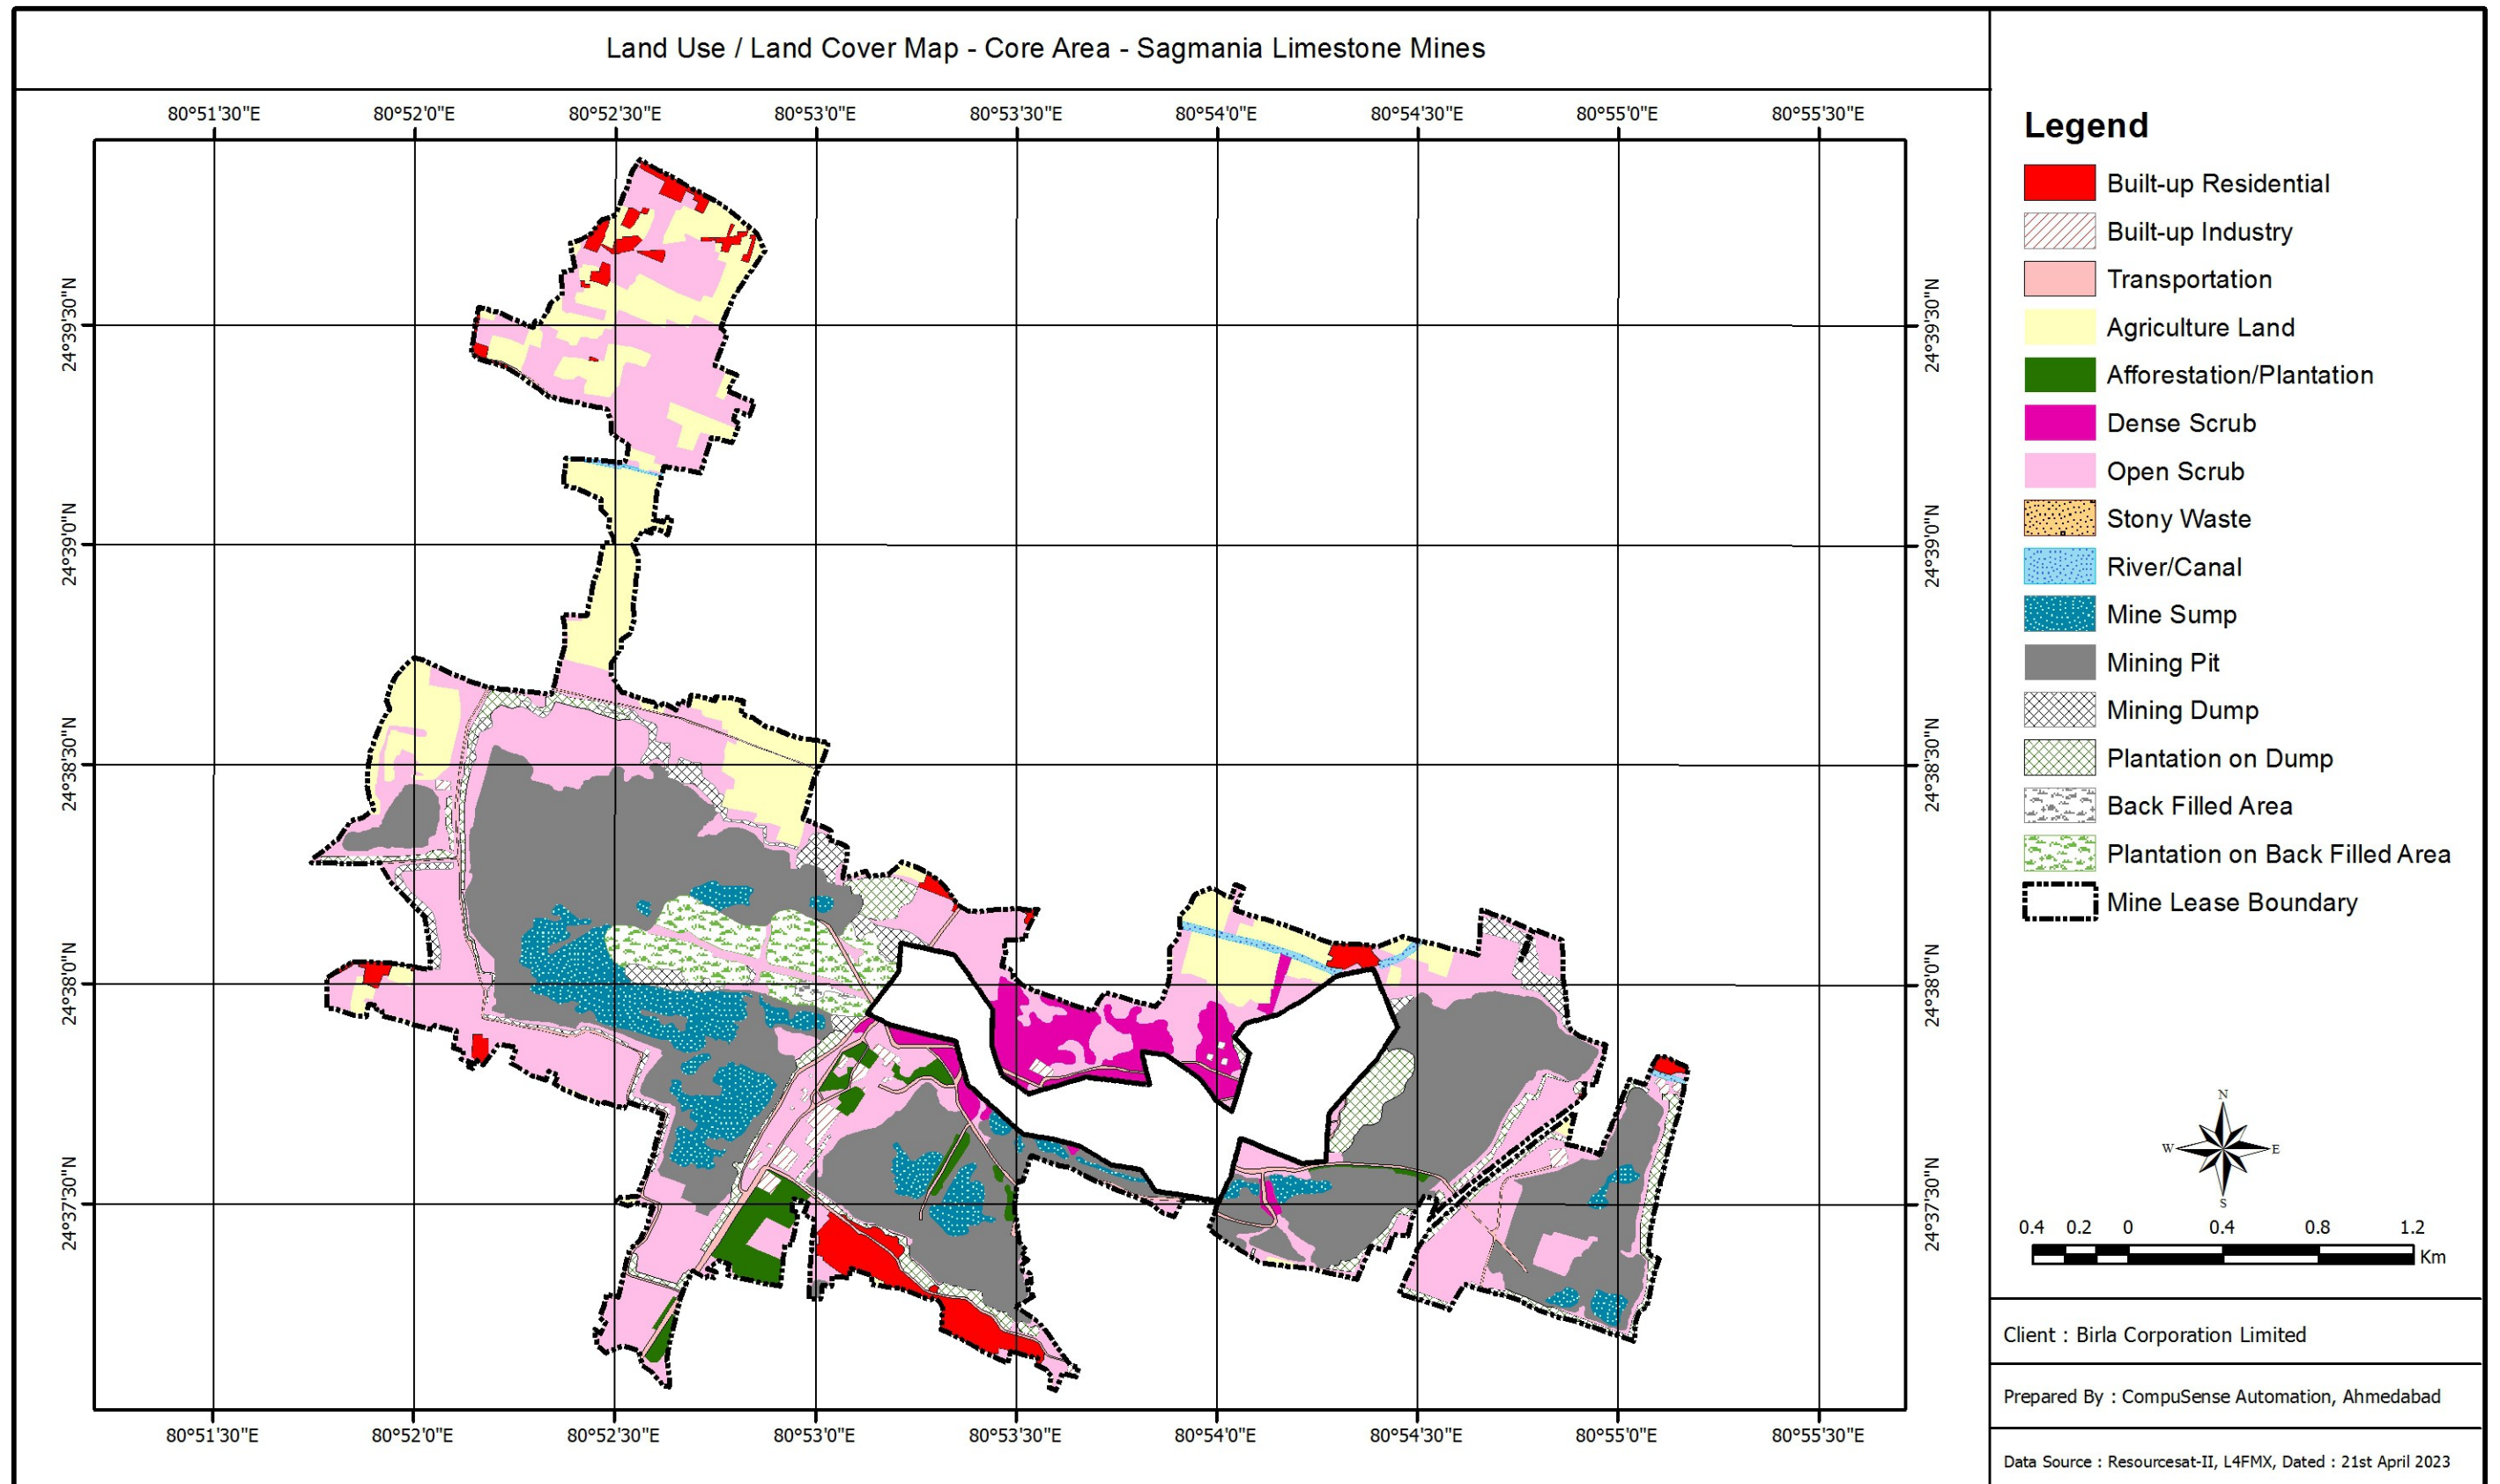 Land Use / Land Cover Map - Core Area - Sagmania Limestone Mines
80°51'30"E 80°52'0"E 80°52'30"E 80°53'0"E 80°53'30"E 80°54'0"E 80°54'30"E 80°55'0"E 80°55'30"E
24°39'30"N 24°39'30"N
24°39'0"N 24°39'0"N
24°38'30"N 24°38'30"N
24°38'0"N 24°38'0"N
24°37'30"N 24°37'30"N
80°51'30"E 80°52'0"E 80°52'30"E 80°53'0"E 80°53'30"E 80°54'0"E 80°54'30"E 80°55'0"E 80°55'30"E
Legend
Built-up Residential
Built-up Industry
Transportation
Agriculture Land
Afforestation/Plantation
Dense Scrub
Open Scrub
Stony Waste
River/Canal
Mine Sump
Mining Pit
Mining Dump
Plantation on Dump
Back Filled Area
Plantation on Back Filled Area
Mine Lease Boundary
N
W E
S
0.4 0.2 0 0.4 0.8 1.2
Km
Client : Birla Corporation Limited
Prepared By : CompuSense Automation, Ahmedabad
Data Source : Resourcesat-II, L4FMX, Dated : 21st April 2023